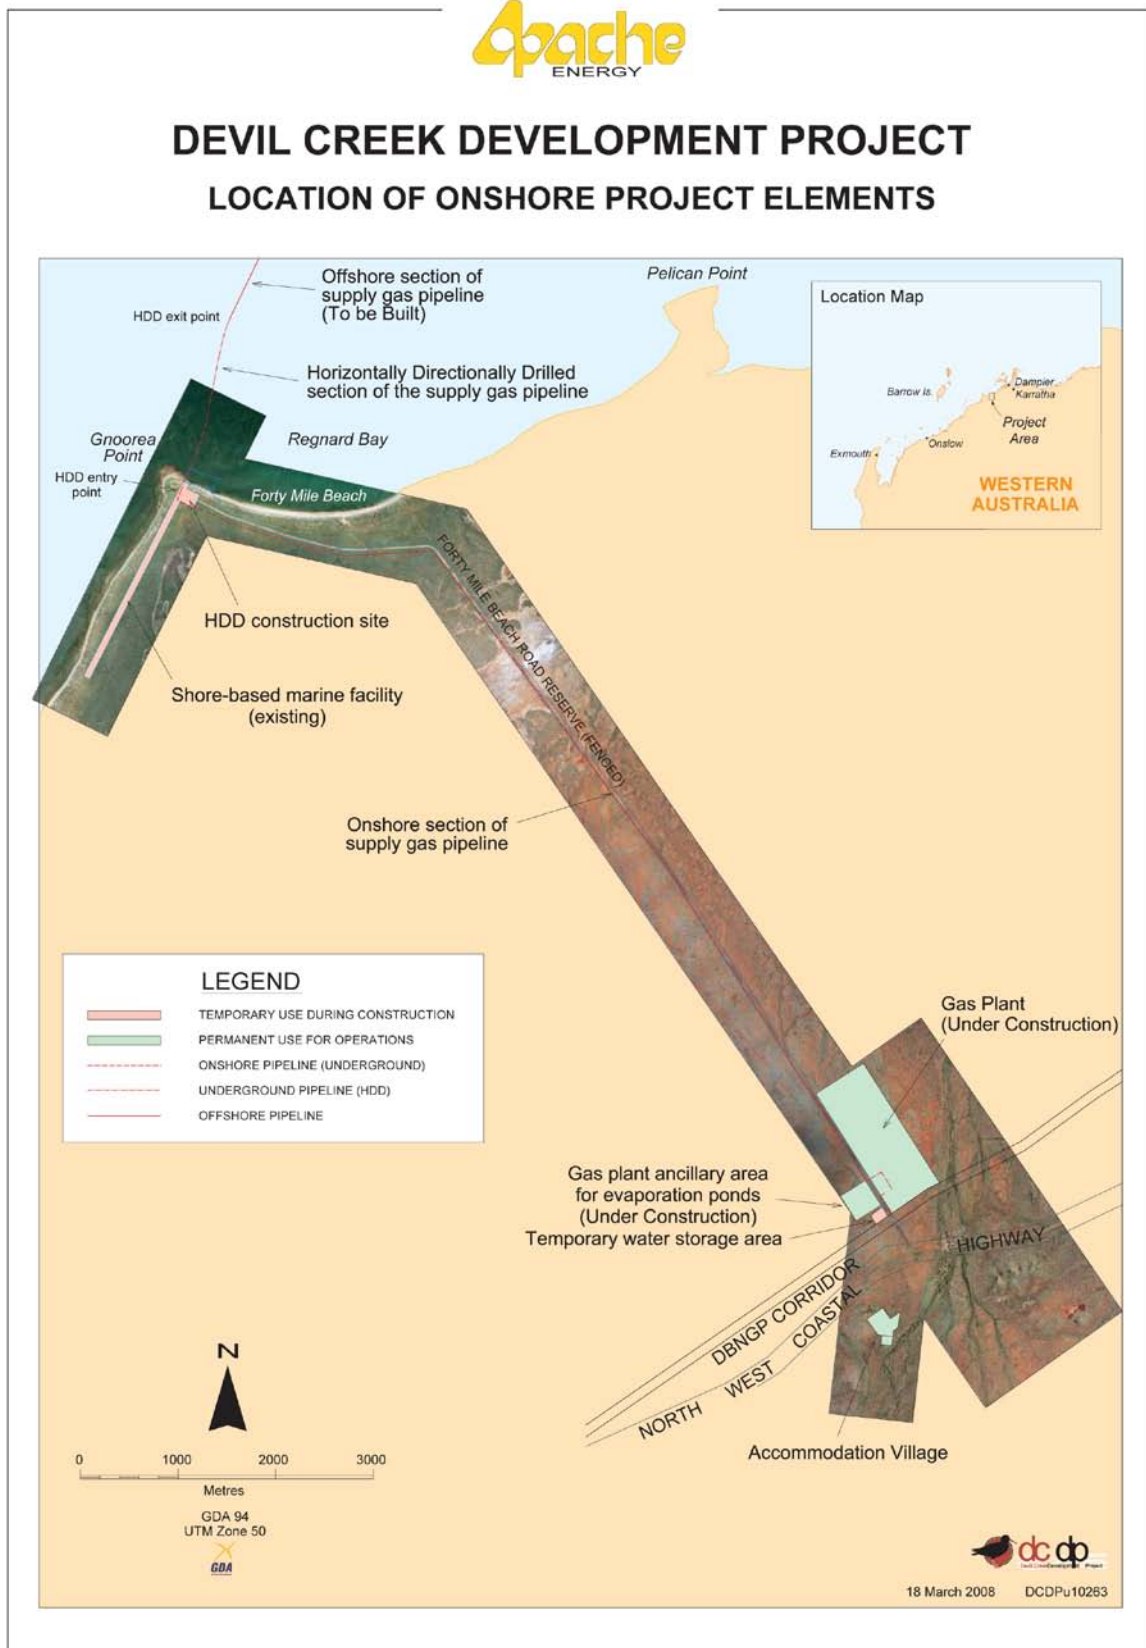 Apache
ENERGY
DEVIL CREEK DEVELOPMENT PROJECT
LOCATION OF ONSHORE PROJECT ELEMENTS
Offshore section of
supply gas pipeline
(To be Built)
HDD exit point
Horizontally Directionally Drilled
section of the supply gas pipeline
Pelican Point
Location Map
Barrow Is.
Dampier
Karratha
Project
Area
Onslow
Exmouth
WESTERN
AUSTRALIA
Gnoorea
Point
Regnard Bay
HDD entry
point
Forty Mile Beach
FORTY MILE BEACH ROAD RESERVE (FENCED)
HDD construction site
Shore-based marine facility
(existing)
Onshore section of
supply gas pipeline
LEGEND
TEMPORARY USE DURING CONSTRUCTION
PERMANENT USE FOR OPERATIONS
ONSHORE PIPELINE (UNDERGROUND)
UNDERGROUND PIPELINE (HDD)
OFFSHORE PIPELINE
Gas Plant
(Under Construction)
Gas plant ancillary area
for evaporation ponds
(Under Construction)
Temporary water storage area
DBNGP CORRIDOR
NORTH WEST COASTAL HIGHWAY
Accommodation Village
N
0 1000 2000 3000
Metres
GDA 94
UTM Zone 50
GDA
dc dp
Devil Creek Development Project
18 March 2008 DCDPu10263